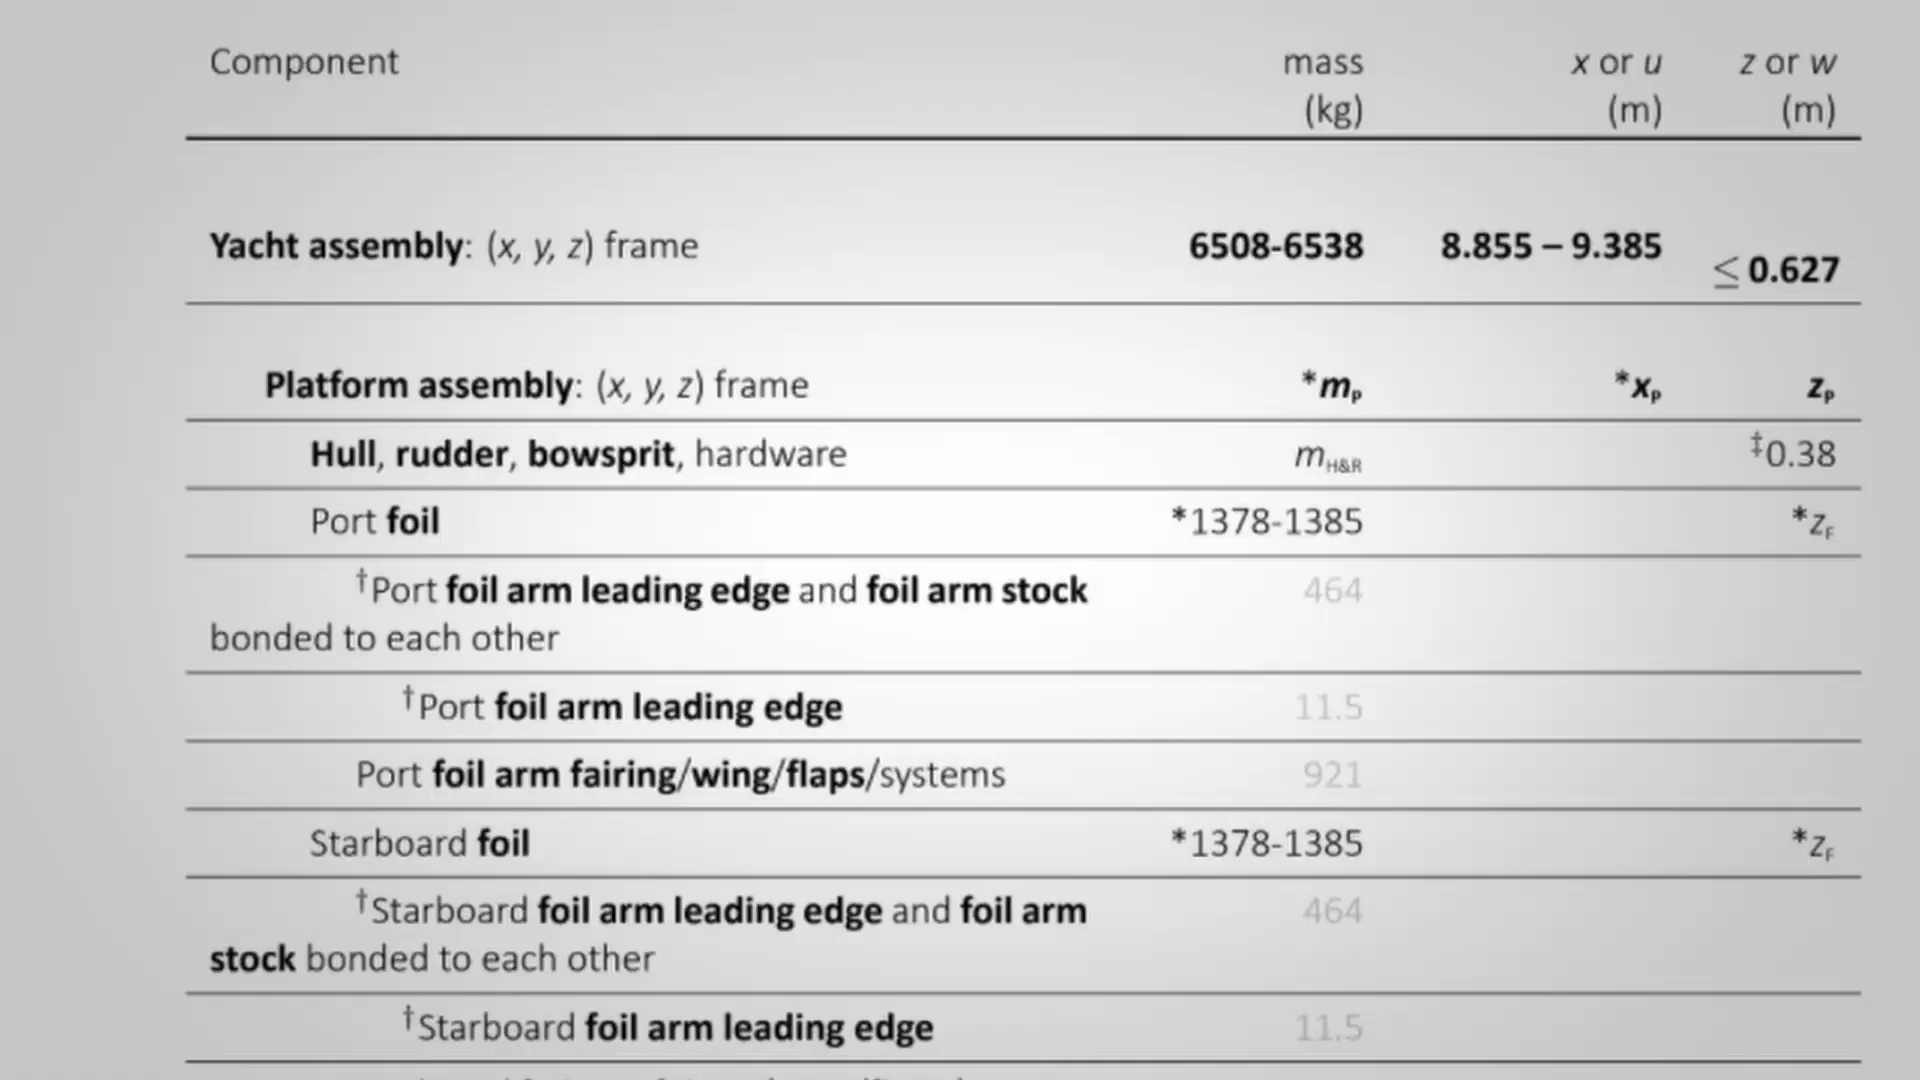 Component mass x or u z or w
(kg) (m) (m)
Yacht assembly: (x, y, z) frame 6508-6538 8.855 – 9.385 ≤ 0.627
Platform assembly: (x, y, z) frame *mP *xP zP
Hull, rudder, bowsprit, hardware mH&R ‡0.38
Port foil *1378-1385 *zF
†Port foil arm leading edge and foil arm stock 464
bonded to each other
†Port foil arm leading edge 11.5
Port foil arm fairing/wing/flaps/systems 921
Starboard foil *1378-1385 *zF
†Starboard foil arm leading edge and foil arm 464
stock bonded to each other
†Starboard foil arm leading edge 11.5